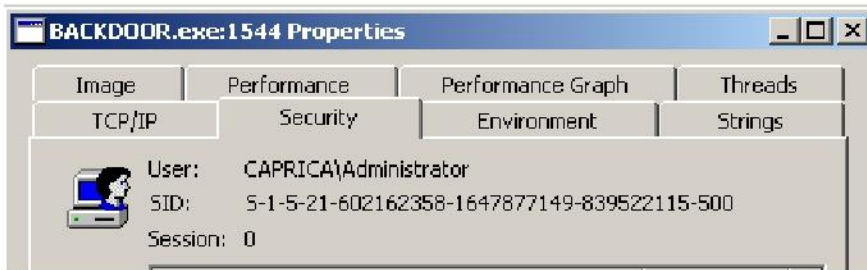 BACKDOOR.exe:1544 Properties
Image Performance Performance Graph Threads
TCP/IP Security Environment Strings
User: CAPRICA\Administrator
SID: S-1-5-21-602162358-1647877149-839522115-500
Session: 0